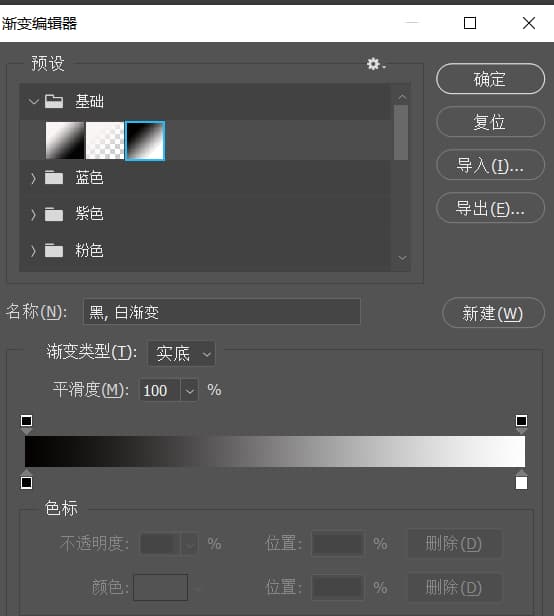 渐变编辑器
预设
确定
基础
复位
导入(I)...
蓝色
导出(E)...
紫色
粉色
名称(N): 黑, 白渐变 新建(W)
渐变类型(T): 实底
平滑度(M): 100 %
色标
不透明度: % 位置: % 删除(D)
颜色: 位置: % 删除(D)